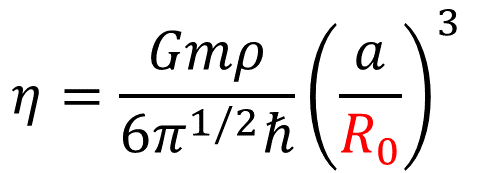 η = Gmρ / 6π^{1/2}ħ (a / R₀)³